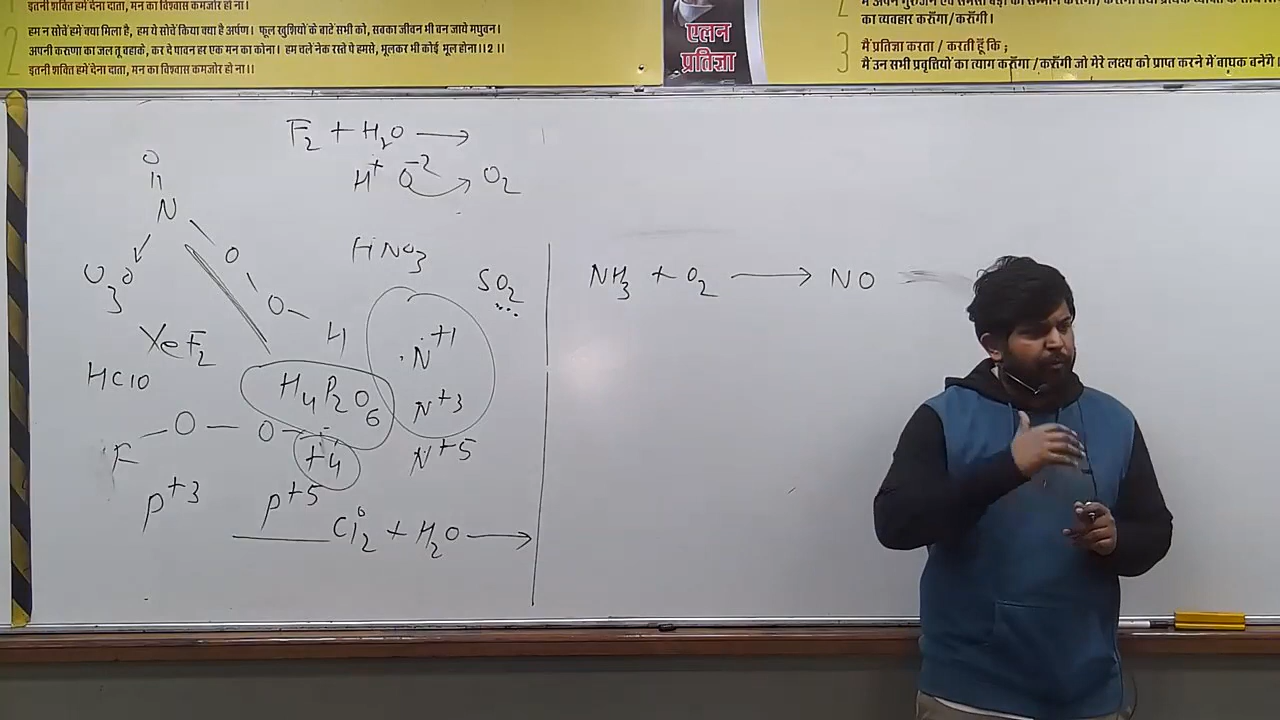 इतनी शक्ति हमें देना दाता, मन का विश्वास कमजोर हो ना।
हम न सोचें हमें क्या मिला है, हम ये सोचें किया क्या है अर्पण। फूल खुशियों के बाटें सभी को, सबका जीवन भी बन जाये मधुबन।
अपनी करुणा का जल तू बहाके, कर दे पावन हर एक मन का कोना। हम चलें नेक रस्ते पे हमसे, भूलकर भी कोई भूल होना।। 2 ।।
इतनी शक्ति हमें देना दाता, मन का विश्वास कमजोर हो ना।।
2
एलन
प्रतिज्ञा
2
का व्यवहार करूँगा / करूँगी।
3
मैं प्रतिज्ञा करता / करती हूँ कि ;
मैं उन सभी प्रवृत्तियों का त्याग करूँगा / करूँगी जो मेरे लक्ष्य को प्राप्त करने में बाधक बनेंगे।
F2 + H2O →
H+ O-2 → O2
O
N
O
O
O
H
O3
HNO3
SO2
XeF2
HClO
H4P2O6
N+1
N+3
N+5
F — O — O —
+4
P+3 P+5
Cl2° + H2O →
NH3 + O2 → NO